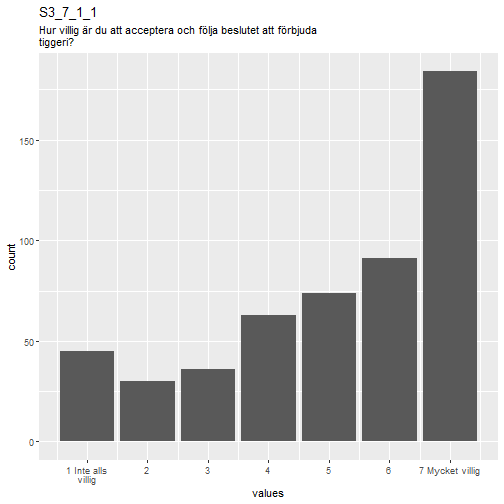 S3_7_1_1
Hur villig är du att acceptera och följa beslutet att förbjuda
tiggeri?
count
150
100
50
0
1 Inte alls
villig
2
3
4
5
6
7 Mycket villig
values